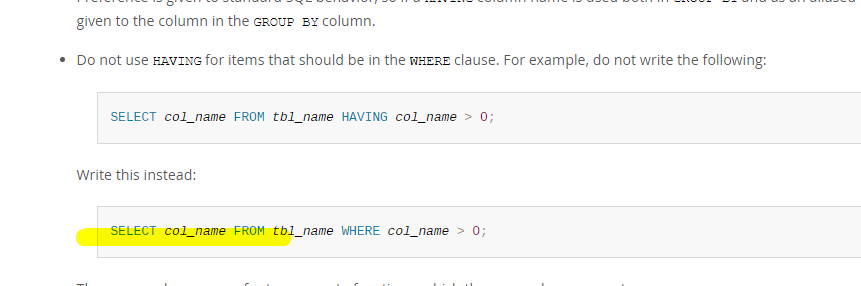 given to the column in the GROUP BY column.
Do not use HAVING for items that should be in the WHERE clause. For example, do not write the following:
SELECT col_name FROM tbl_name HAVING col_name > 0;
Write this instead:
SELECT col_name FROM tbl_name WHERE col_name > 0;